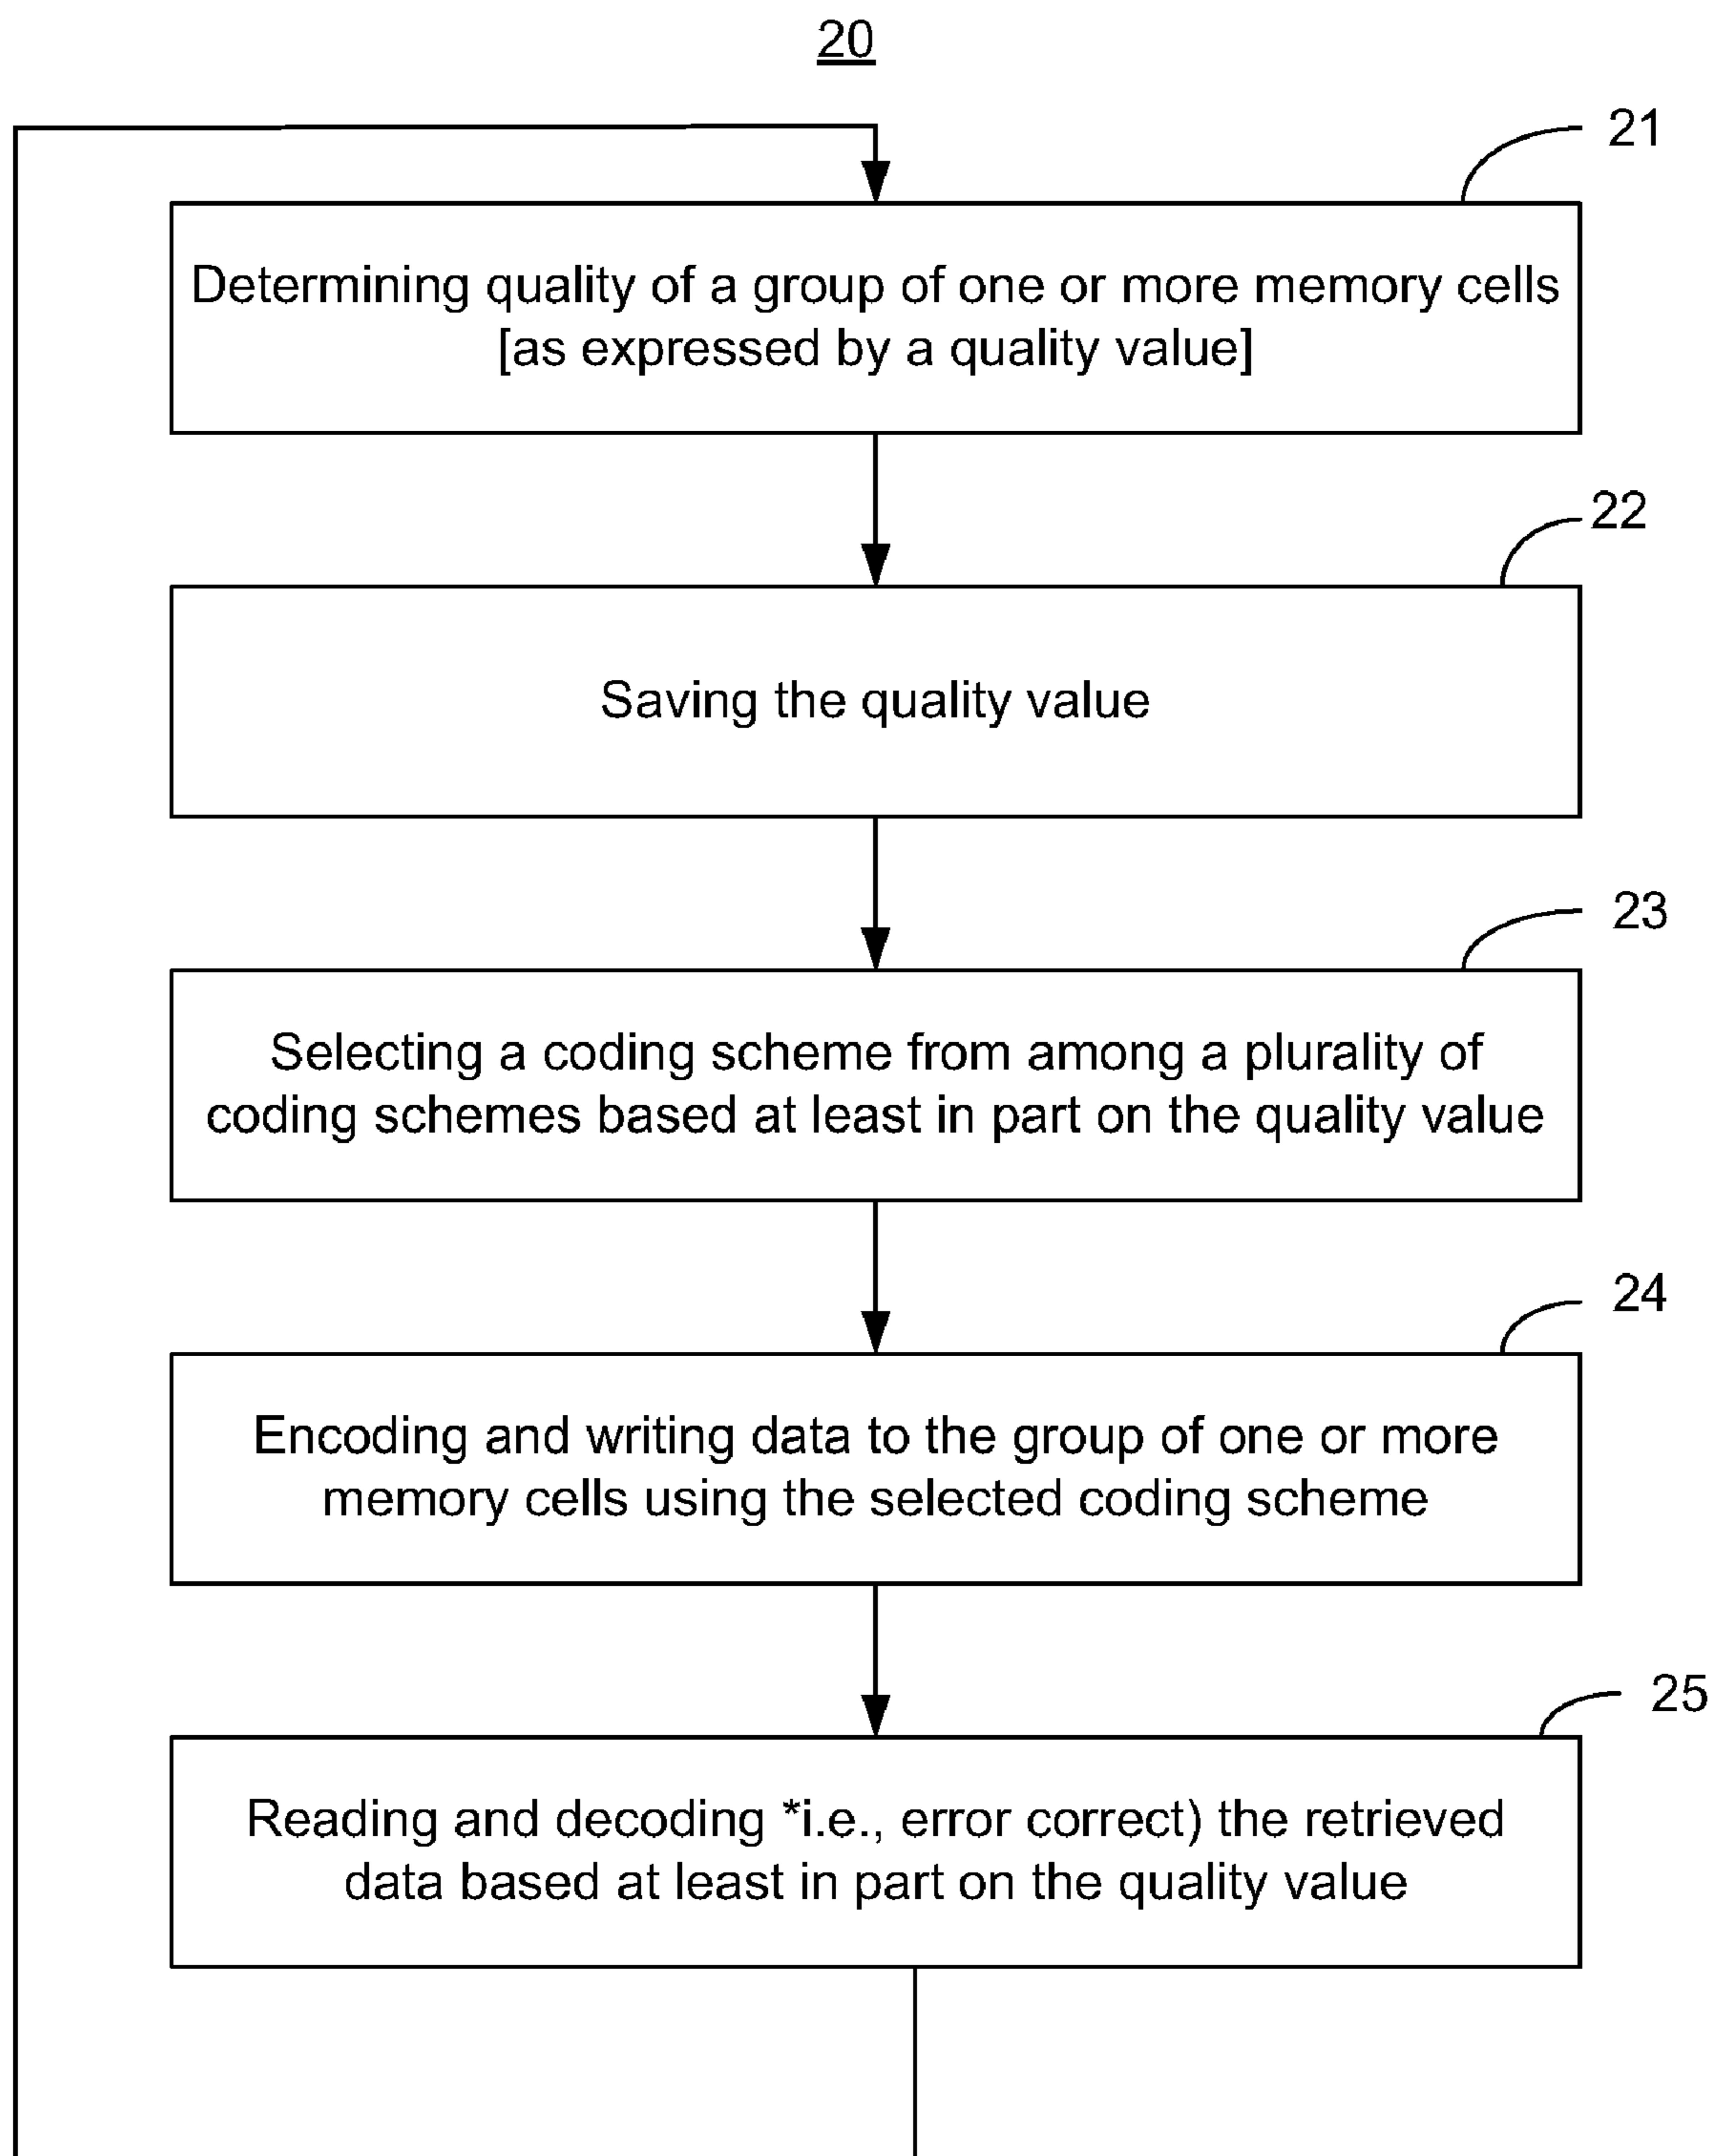 20
21
Determining quality of a group of one or more memory cells
[as expressed by a quality value]
22
Saving the quality value
23
Selecting a coding scheme from among a plurality of
coding schemes based at least in part on the quality value
24
Encoding and writing data to the group of one or more
memory cells using the selected coding scheme
25
Reading and decoding *i.e., error correct) the retrieved
data based at least in part on the quality value